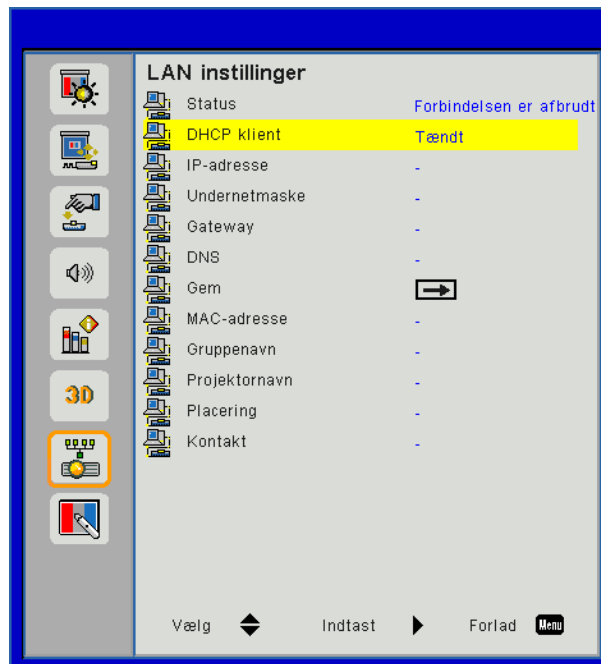 LAN instillinger
Status Forbindelsen er afbrudt
DHCP klient Tændt
IP-adresse -
Undernetmaske -
Gateway -
DNS -
Gem
MAC-adresse -
Gruppenavn -
Projektornavn -
Placering -
Kontakt -
3D
Vælg Indtast Forlad Menu